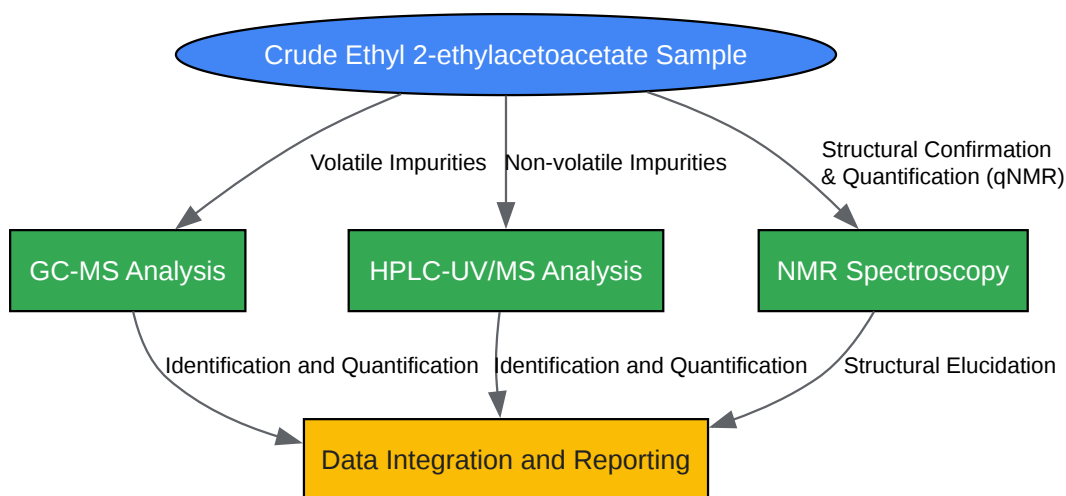 Crude Ethyl 2-ethylacetoacetate Sample
Volatile Impurities
Non-volatile Impurities
Structural Confirmation
& Quantification (qNMR)
GC-MS Analysis
HPLC-UV/MS Analysis
NMR Spectroscopy
Identification and Quantification
Identification and Quantification
Structural Elucidation
Data Integration and Reporting